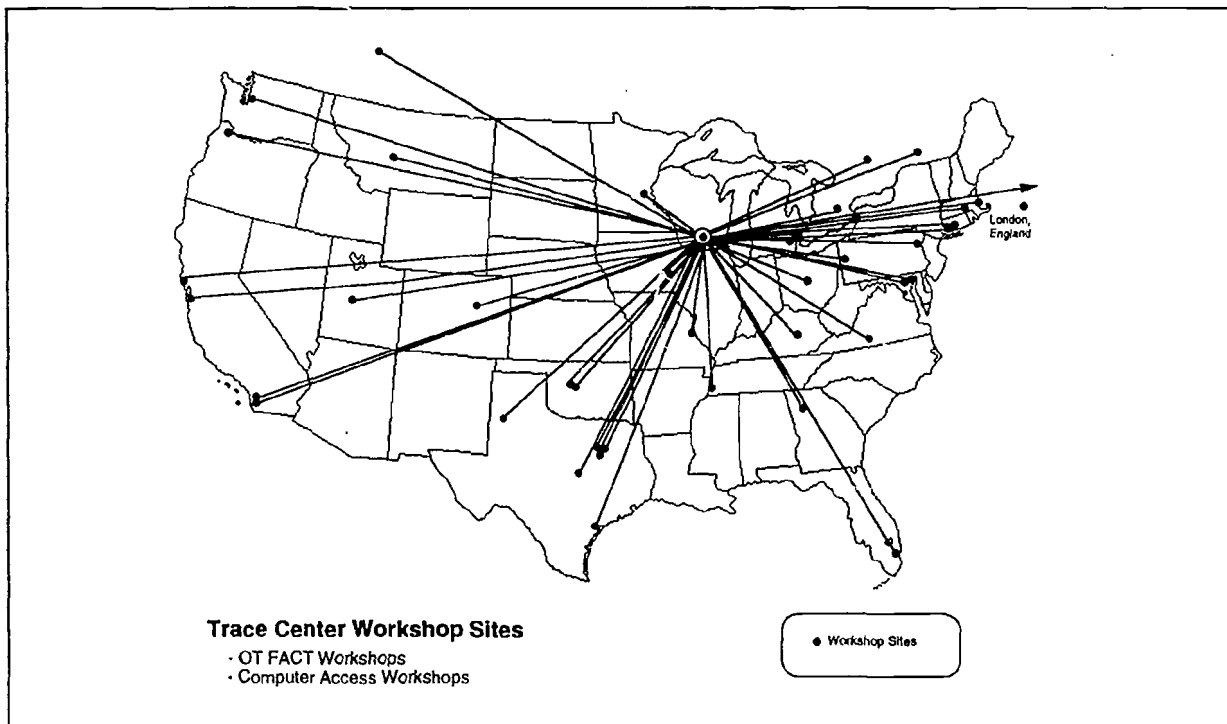 London,
England
Trace Center Workshop Sites
· OT FACT Workshops
· Computer Access Workshops
● Workshop Sites